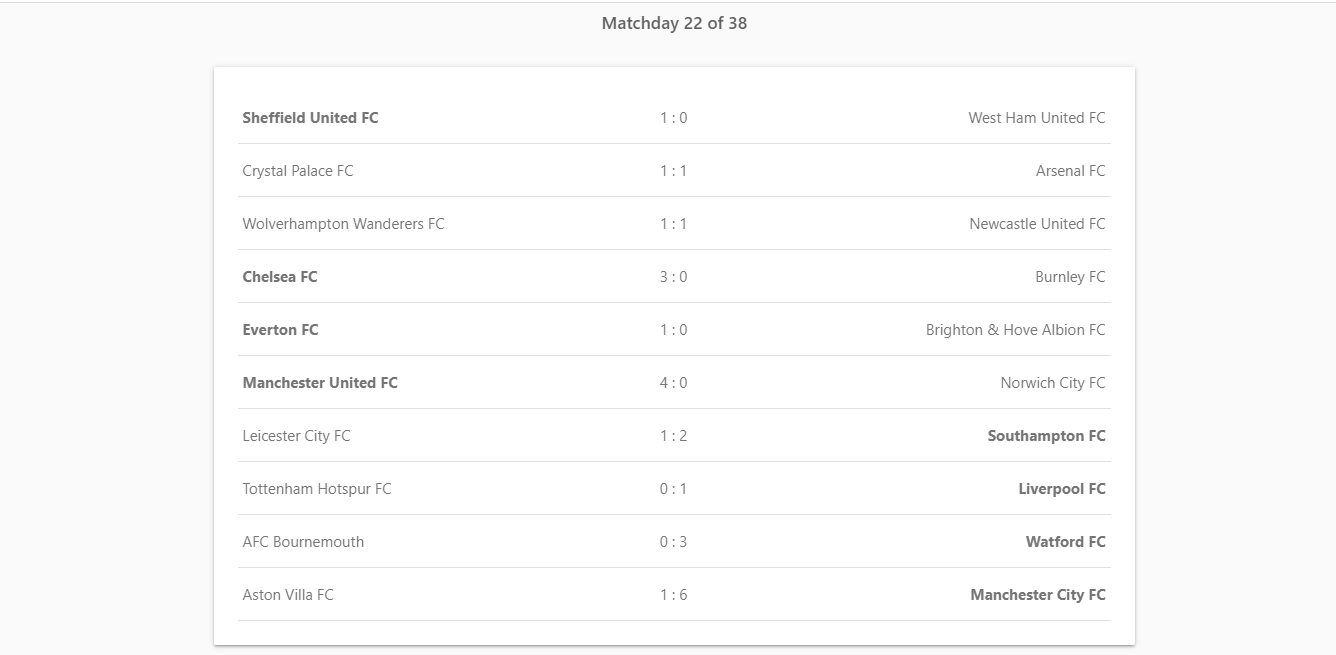 Matchday 22 of 38
Sheffield United FC 1 : 0 West Ham United FC
Crystal Palace FC 1 : 1 Arsenal FC
Wolverhampton Wanderers FC 1 : 1 Newcastle United FC
Chelsea FC 3 : 0 Burnley FC
Everton FC 1 : 0 Brighton & Hove Albion FC
Manchester United FC 4 : 0 Norwich City FC
Leicester City FC 1 : 2 Southampton FC
Tottenham Hotspur FC 0 : 1 Liverpool FC
AFC Bournemouth 0 : 3 Watford FC
Aston Villa FC 1 : 6 Manchester City FC